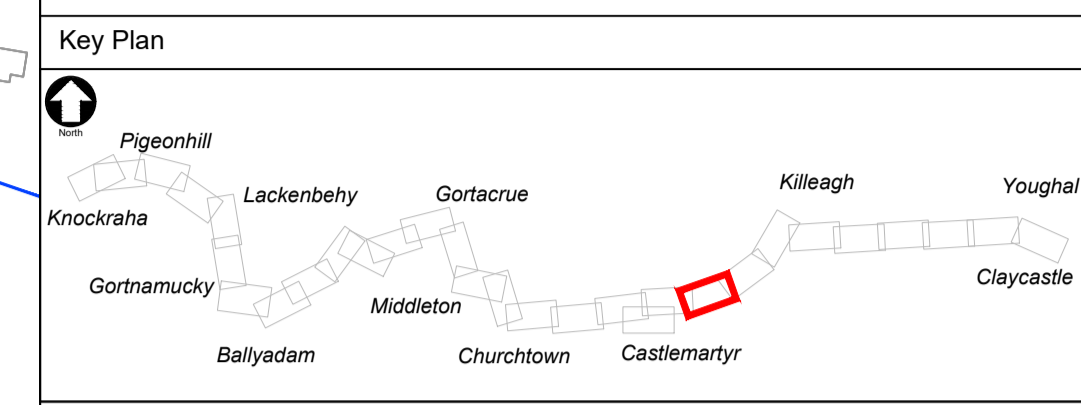 Key Plan
North
Pigeonhill
Knockraha
Lackenbehy
Gortacrue
Killeagh
Youghal
Gortnamucky
Middleton
Claycastle
Ballyadam
Churchtown
Castlemartyr